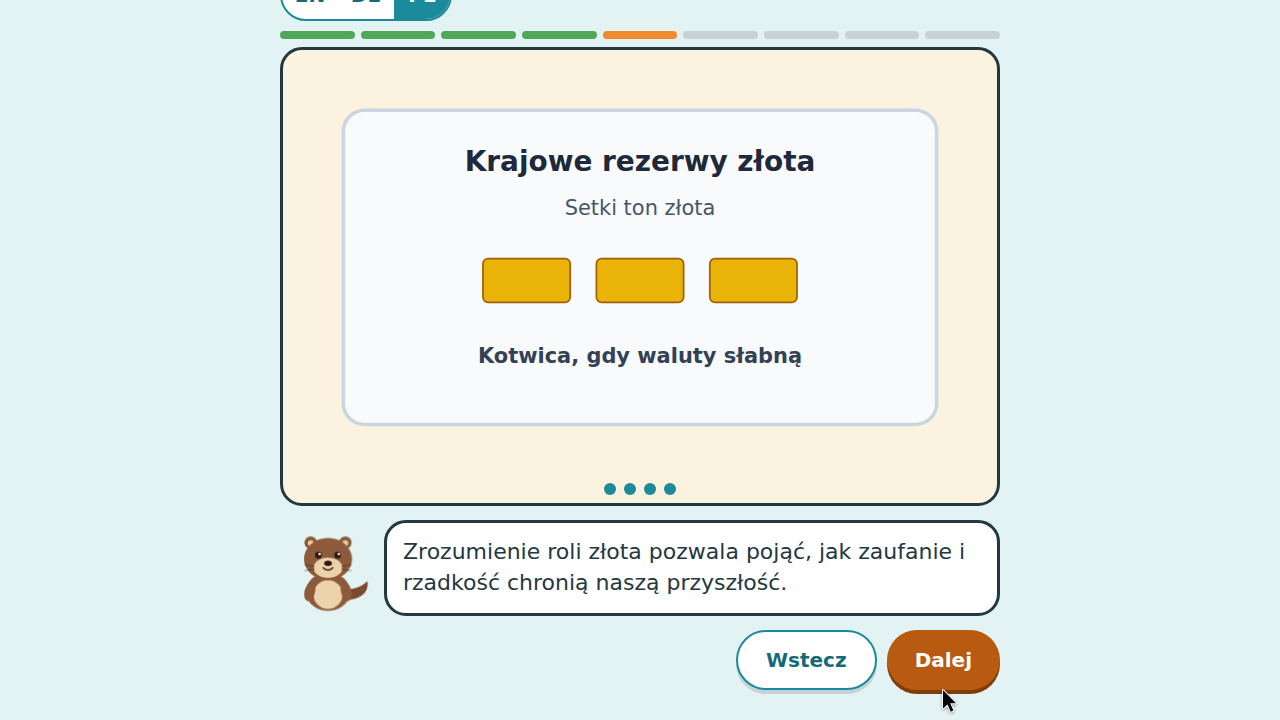 Krajowe rezerwy złota
Setki ton złota
Kotwica, gdy waluty słabną
Zrozumienie roli złota pozwala pojąć, jak zaufanie i
rzadkość chronią naszą przyszłość.
Wstecz
Dalej